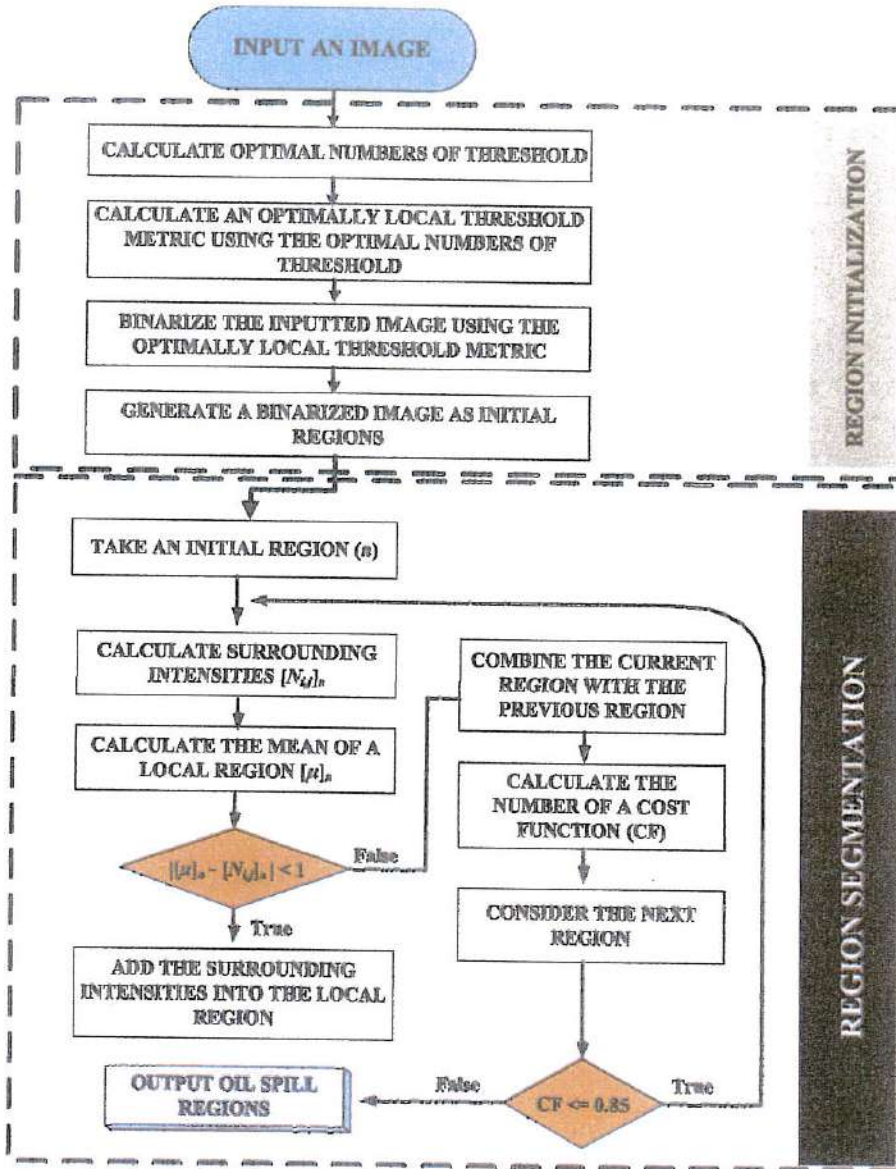 INPUT AN IMAGE
CALCULATE OPTIMAL NUMBERS OF THRESHOLD
CALCULATE AN OPTIMALLY LOCAL THRESHOLD
METRIC USING THE OPTIMAL NUMBERS OF
THRESHOLD
BINARIZE THE INPUTTED IMAGE USING THE
OPTIMALLY LOCAL THRESHOLD METRIC
GENERATE A BINARIZED IMAGE AS INITIAL
REGIONS
REGION INITIALIZATION
TAKE AN INITIAL REGION (n)
CALCULATE SURROUNDING
INTENSITIES [N_{i,j}]_n
CALCULATE THE MEAN OF A
LOCAL REGION [μ]_n
|[μ]_n - [N_{i,j}]_n| < 1
False
True
ADD THE SURROUNDING
INTENSITIES INTO THE LOCAL
REGION
COMBINE THE CURRENT
REGION WITH THE
PREVIOUS REGION
CALCULATE THE
NUMBER OF A COST
FUNCTION (CF)
CONSIDER THE NEXT
REGION
CF <= 0.85
True
False
OUTPUT OIL SPILL
REGIONS
REGION SEGMENTATION